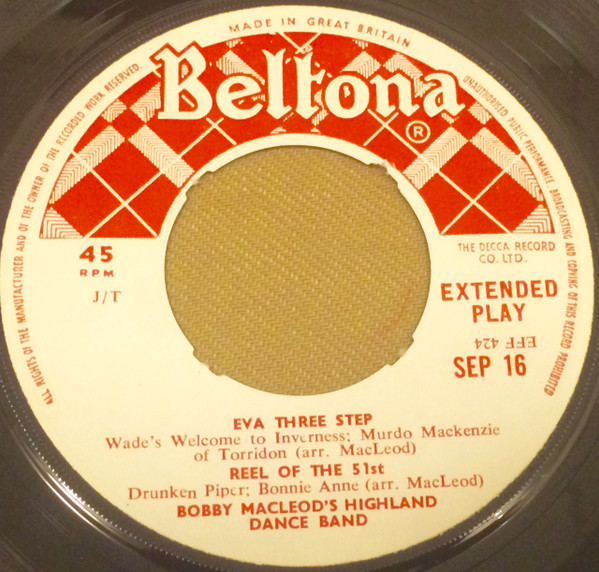 MADE IN GREAT BRITAIN
ALL RIGHTS OF THE MANUFACTURER AND OF THE OWNER OF THE RECORDED WORK RESERVED.
UNAUTHORISED PUBLIC PERFORMANCE BROADCASTING AND COPYING OF THIS RECORD PROHIBITED
Beltona
®
45
RPM
J/T
THE DECCA RECORD
CO. LTD.
EXTENDED
PLAY
EFF 424
SEP 16
EVA THREE STEP
Wade's Welcome to Inverness; Murdo Mackenzie
of Torridon (arr. MacLeod)
REEL OF THE 51st
Drunken Piper; Bonnie Anne (arr. MacLeod)
BOBBY MACLEOD'S HIGHLAND
DANCE BAND